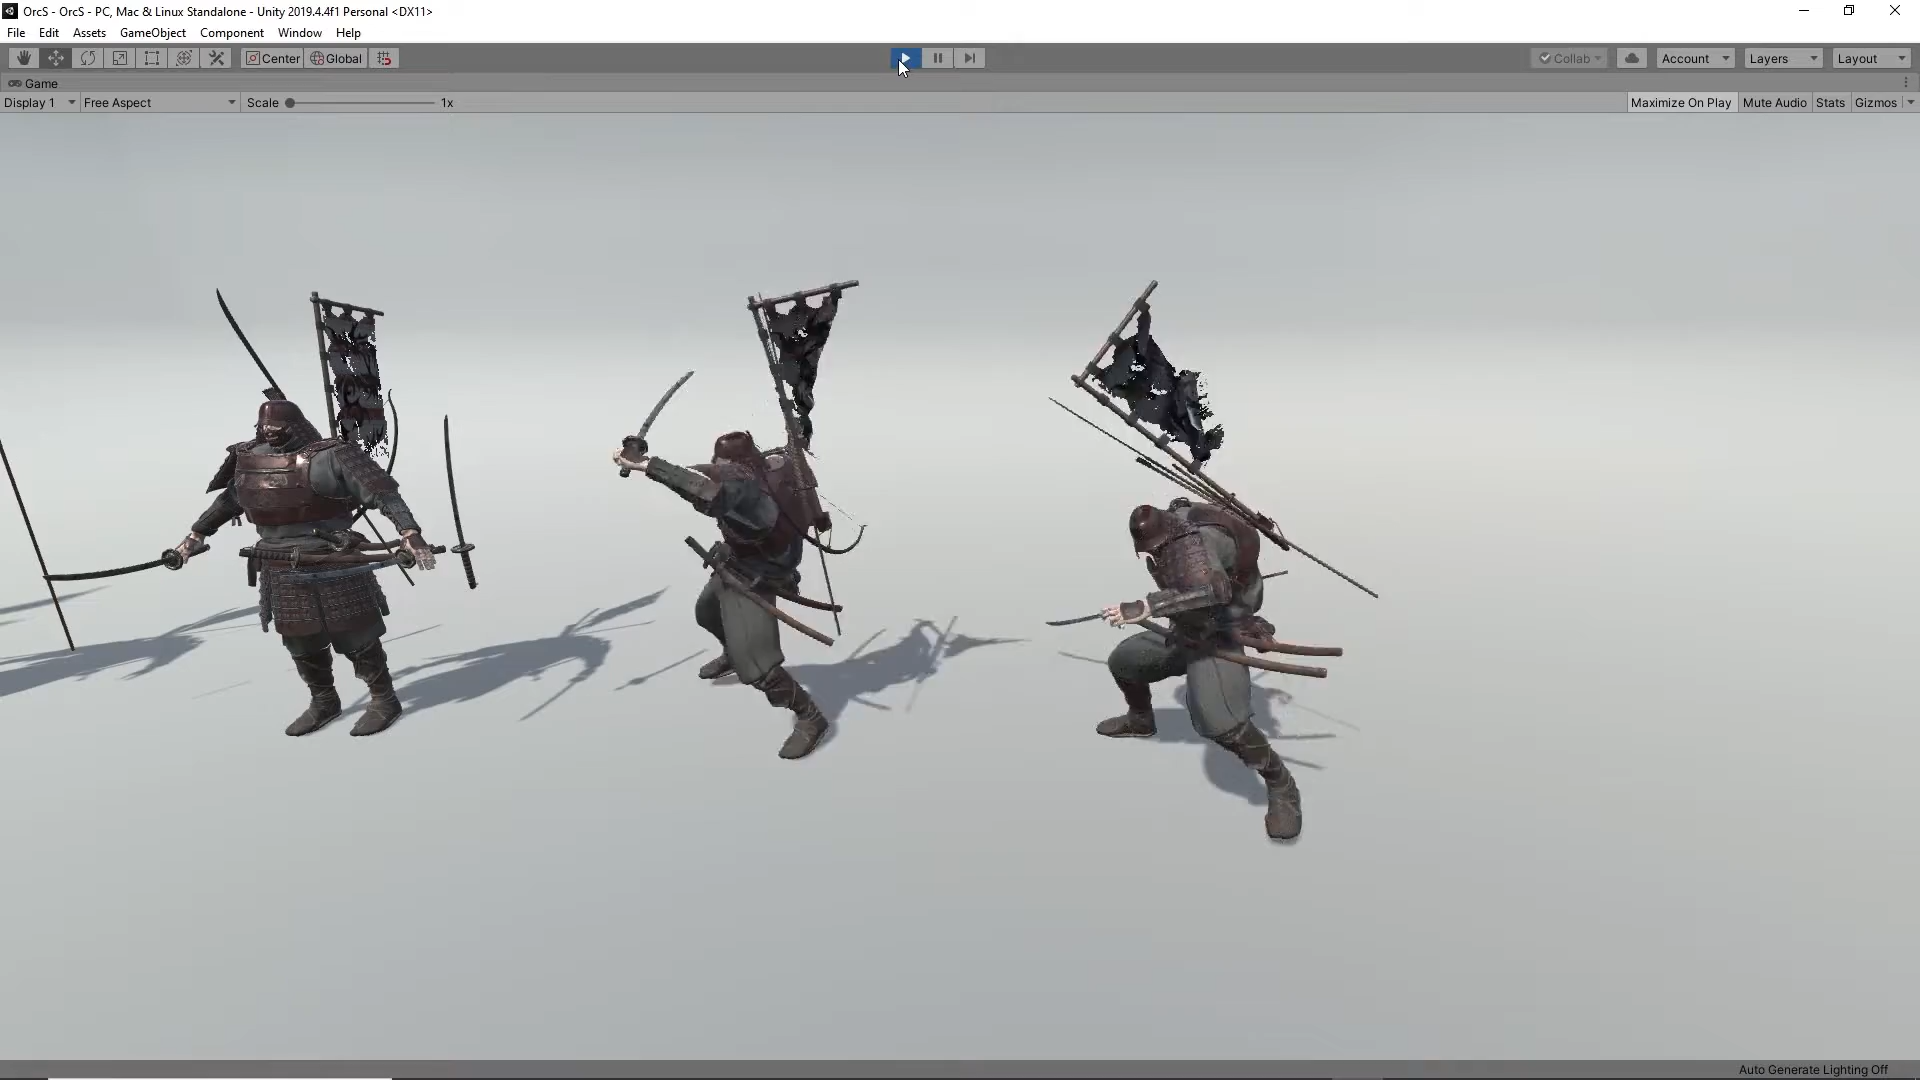 OrcS - OrcS - PC, Mac & Linux Standalone - Unity 2019.4.4f1 Personal <DX11>
File Edit Assets GameObject Component Window Help
Center Global Collab Account Layers Layout
Game
Display 1 Free Aspect Scale 1x Maximize On Play Mute Audio Stats Gizmos
Auto Generate Lighting Off